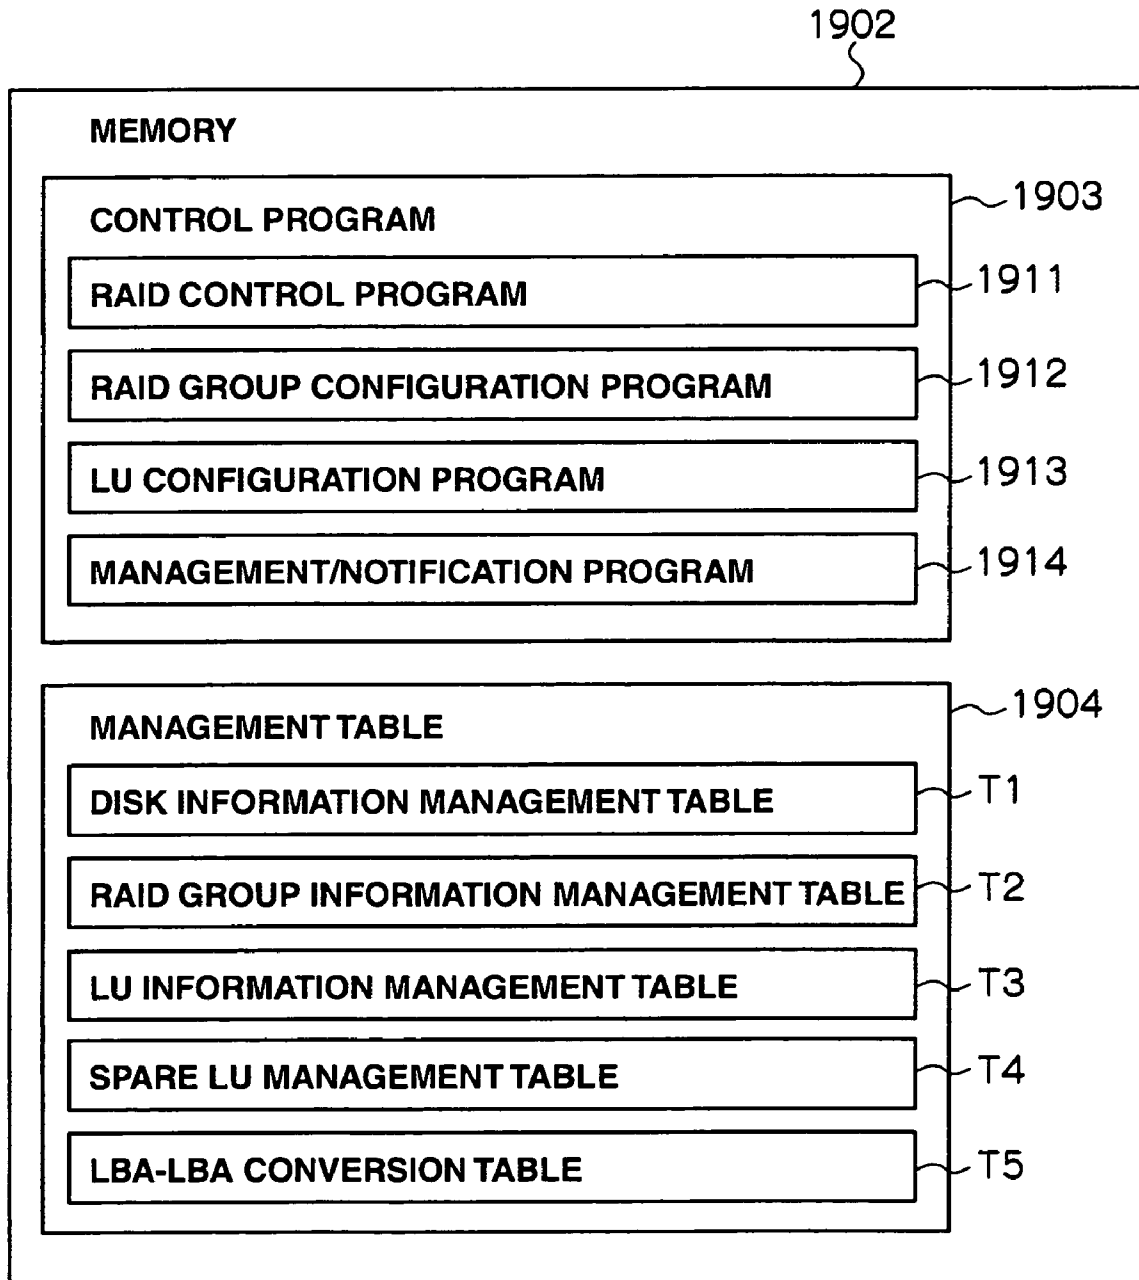 1902
MEMORY
CONTROL PROGRAM
1903
RAID CONTROL PROGRAM
1911
RAID GROUP CONFIGURATION PROGRAM
1912
LU CONFIGURATION PROGRAM
1913
MANAGEMENT/NOTIFICATION PROGRAM
1914
MANAGEMENT TABLE
1904
DISK INFORMATION MANAGEMENT TABLE
T1
RAID GROUP INFORMATION MANAGEMENT TABLE
T2
LU INFORMATION MANAGEMENT TABLE
T3
SPARE LU MANAGEMENT TABLE
T4
LBA-LBA CONVERSION TABLE
T5